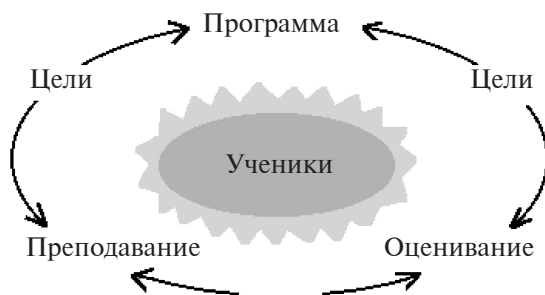 Программа
Цели
Цели
Ученики
Преподавание
Оценивание